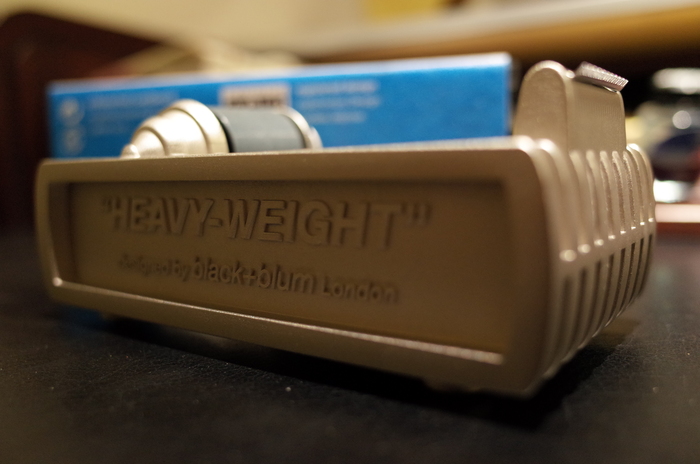 "HEAVY-WEIGHT"
designed by black+blum London